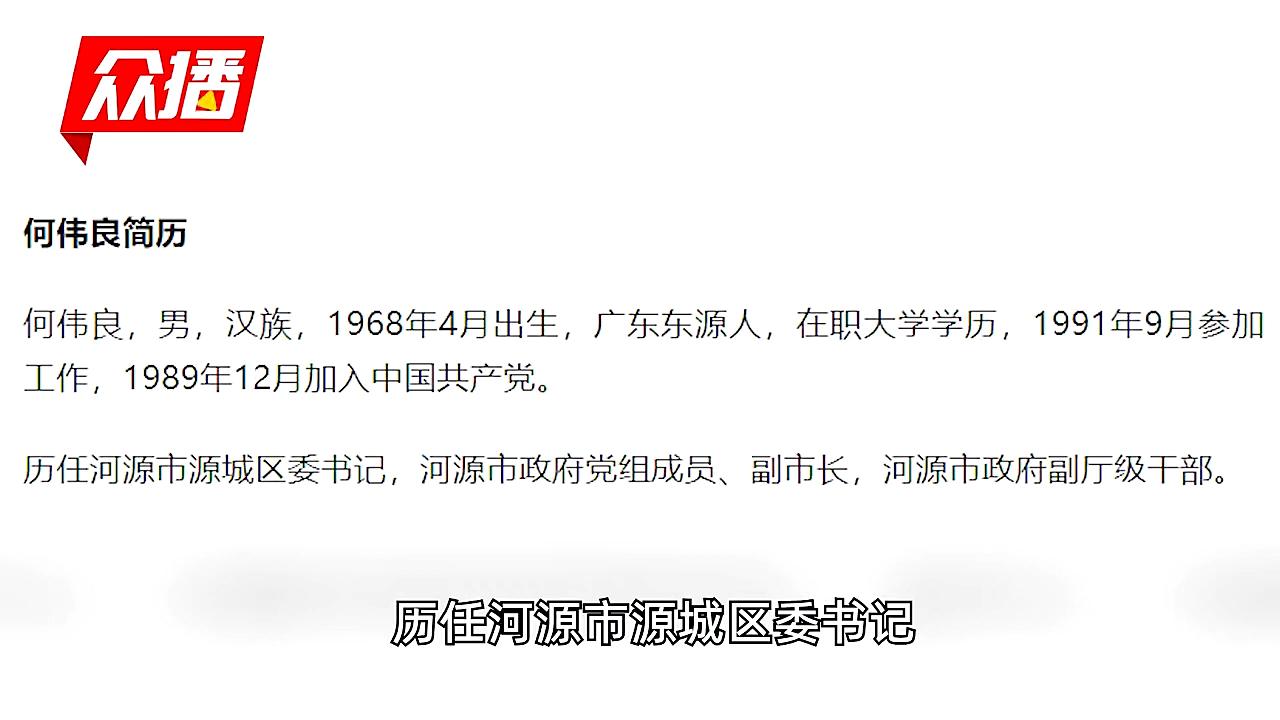 众播
何伟良简历
何伟良，男，汉族，1968年4月出生，广东东源人，在职大学学历，1991年9月参加
工作，1989年12月加入中国共产党。
历任河源市源城区委书记，河源市政府党组成员、副市长，河源市政府副厅级干部。
历任河源市源城区委书记